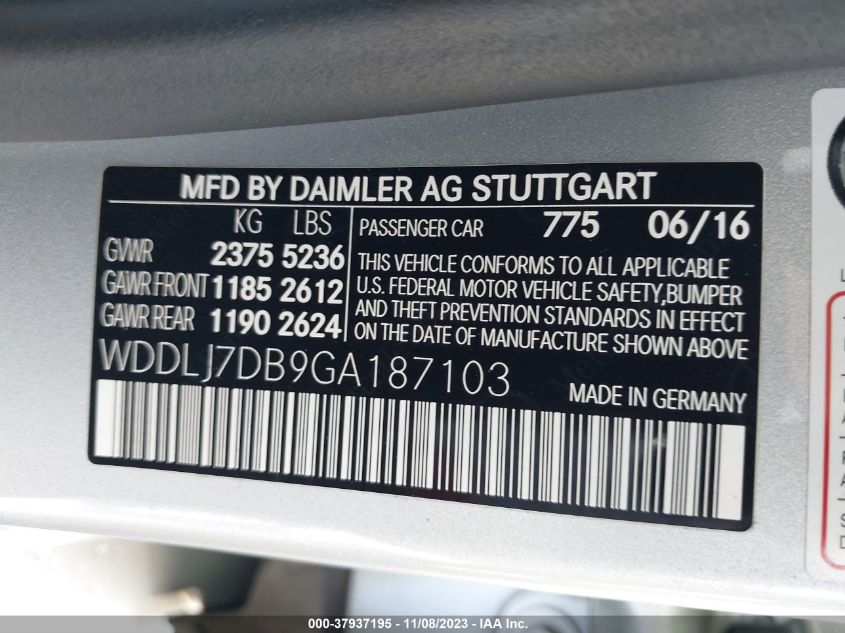 MFD BY DAIMLER AG STUTTGART
KG LBS
GVWR 2375 5236
GAWR FRONT 1185 2612
GAWR REAR 1190 2624
PASSENGER CAR 775 06/16
THIS VEHICLE CONFORMS TO ALL APPLICABLE
U.S. FEDERAL MOTOR VEHICLE SAFETY,BUMPER
AND THEFT PREVENTION STANDARDS IN EFFECT
ON THE DATE OF MANUFACTURE SHOWN ABOVE
WDDLJ7DB9GA187103
MADE IN GERMANY
000-37937195 - 11/08/2023 - IAA Inc.